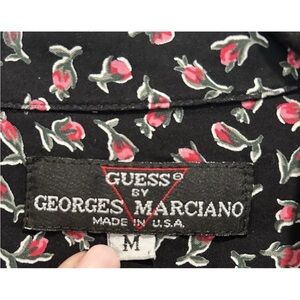 GUESS®
BY
GEORGES MARCIANO
MADE IN U.S.A.
M